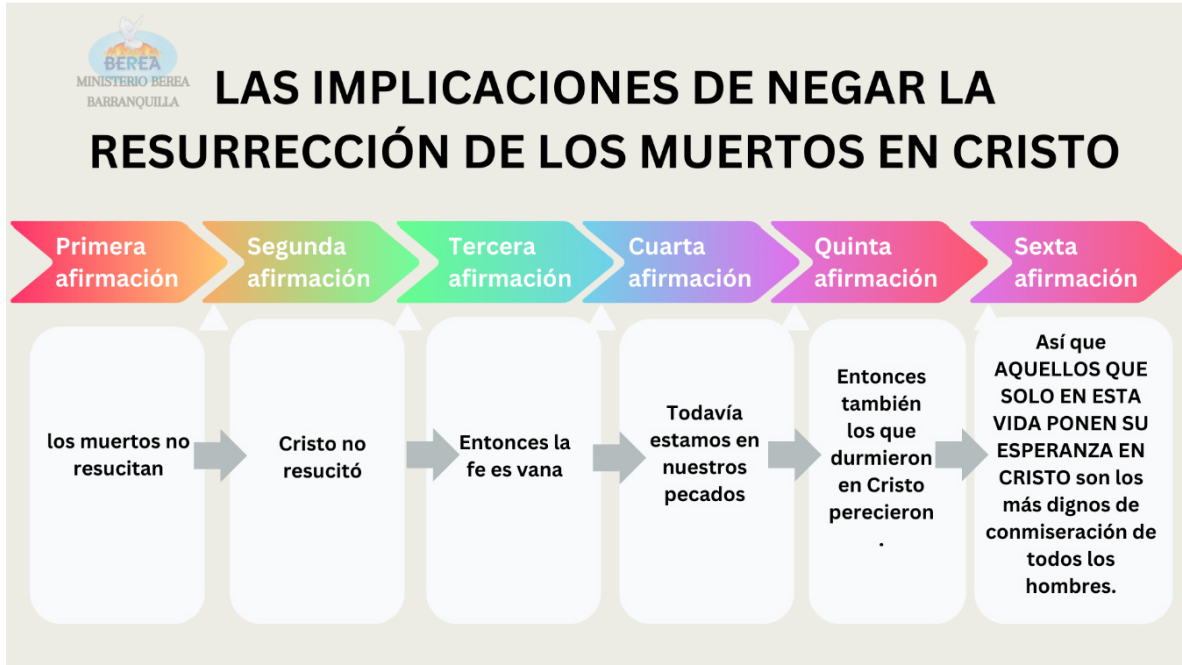 BEREA
MINISTERIO BEREA
BARRANQUILLA
LAS IMPLICACIONES DE NEGAR LA
RESURRECCIÓN DE LOS MUERTOS EN CRISTO
Primera
afirmación
Segunda
afirmación
Tercera
afirmación
Cuarta
afirmación
Quinta
afirmación
Sexta
afirmación
los muertos no
resucitan
Cristo no
resucitó
Entonces la
fe es vana
Todavía
estamos en
nuestros
pecados
Entonces
también
los que
durmieron
en Cristo
perecieron
.
Así que
AQUELLOS QUE
SOLO EN ESTA
VIDA PONEN SU
ESPERANZA EN
CRISTO son los
más dignos de
conmiseración de
todos los
hombres.